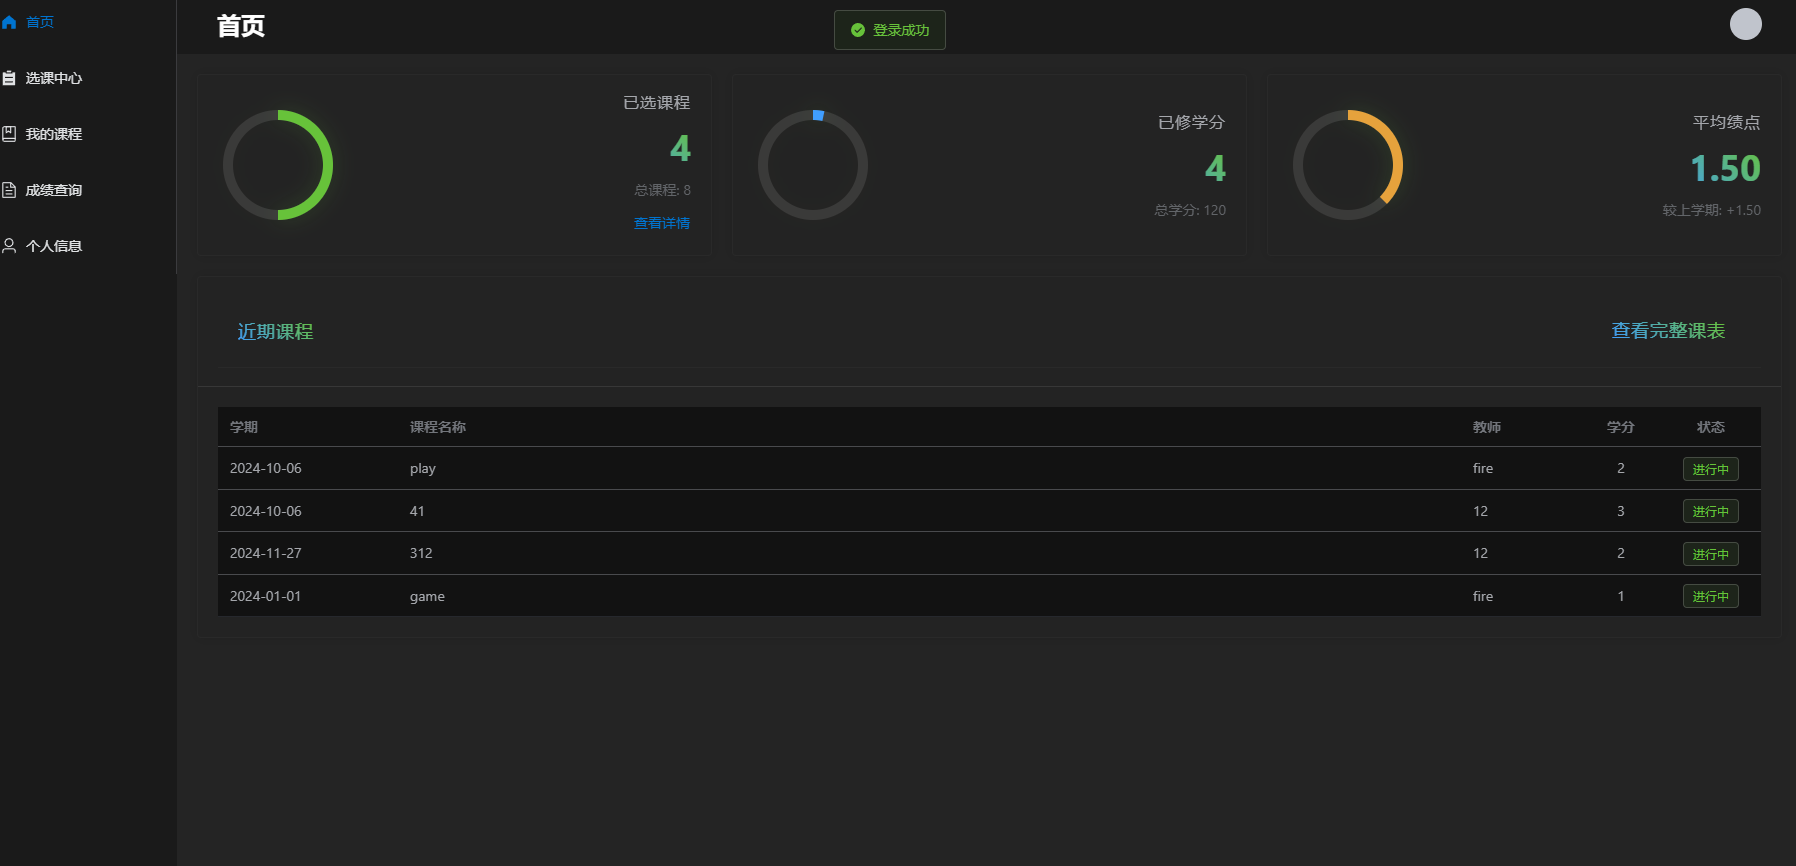 首页
选课中心
我的课程
成绩查询
个人信息
首页
登录成功
已选课程
4
总课程: 8
查看详情
已修学分
4
总学分: 120
平均绩点
1.50
较上学期: +1.50
近期课程 查看完整课表
学期 课程名称 教师 学分 状态
2024-10-06 play fire 2 进行中
2024-10-06 41 12 3 进行中
2024-11-27 312 12 2 进行中
2024-01-01 game fire 1 进行中